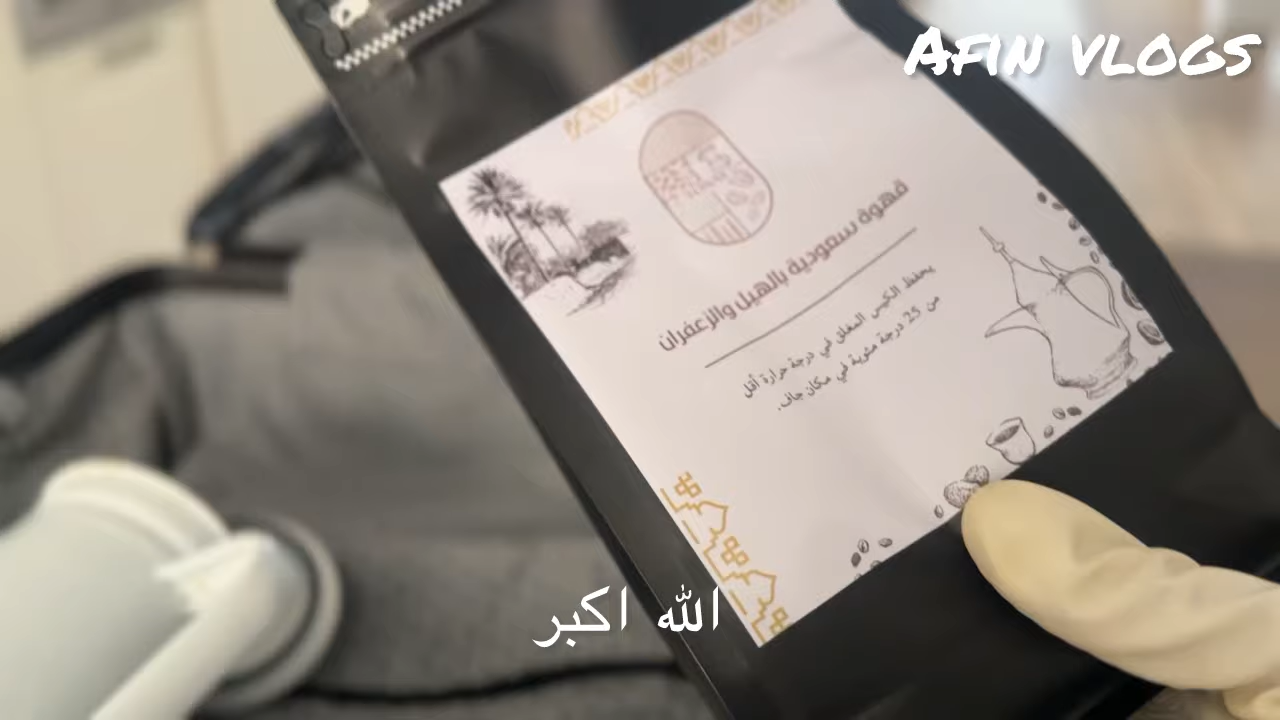 AFIN VLOGS
قهوة سعودية بالهيل والزعفران
يحفظ الكيس المغلق في درجة حرارة أقل
من 25 درجة مئوية في مكان جاف.
الله اكبر